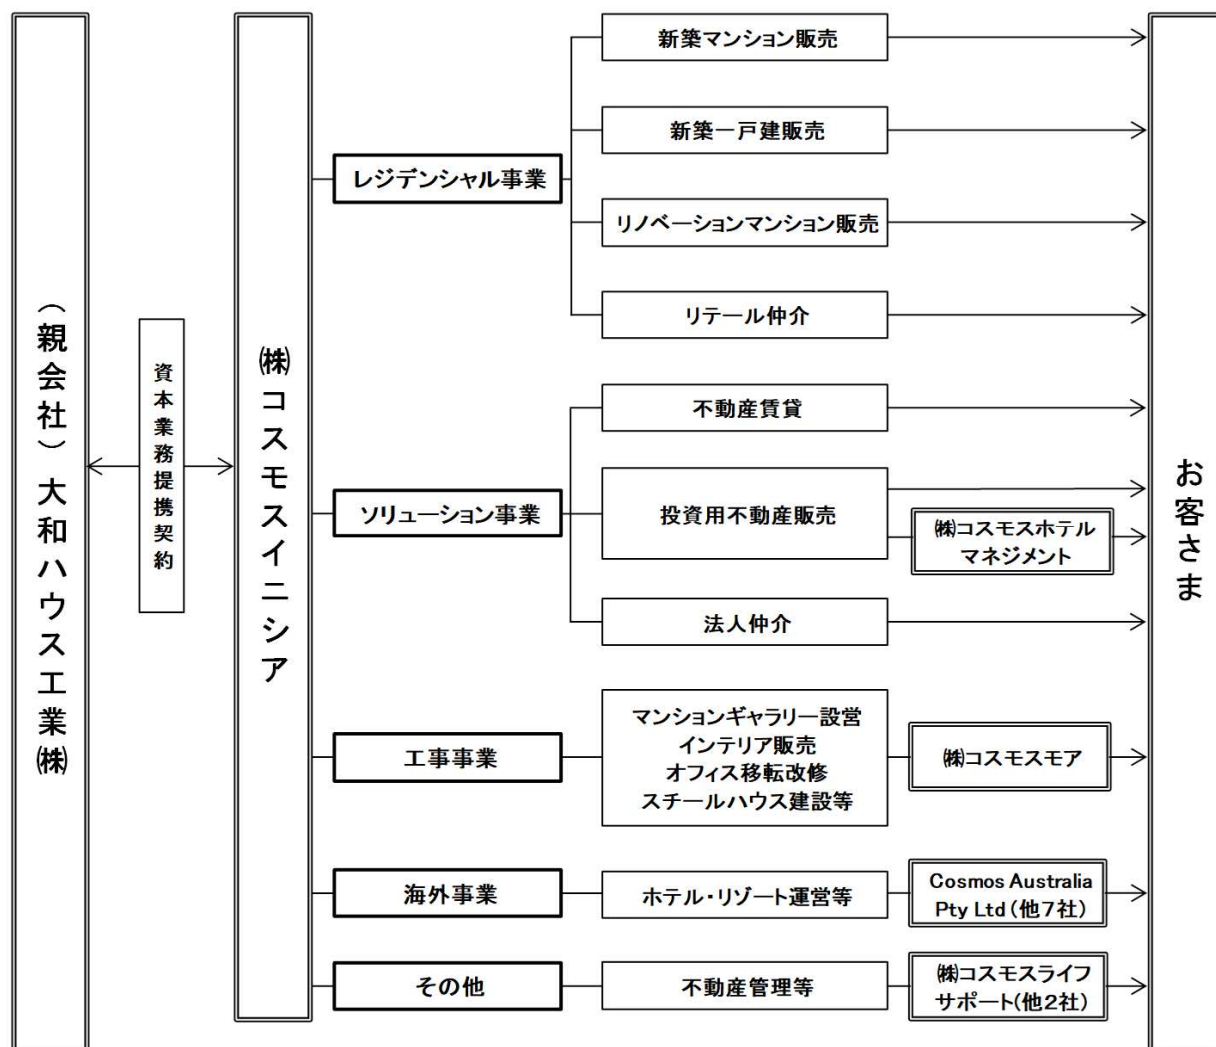 （親会社）大和ハウス工業㈱
資本業務提携契約
㈱コスモスイニシア
レジデンシャル事業
新築マンション販売
新築一戸建販売
リノベーションマンション販売
リテール仲介
ソリューション事業
不動産賃貸
投資用不動産販売
㈱コスモスホテル
マネジメント
法人仲介
工事事業
マンションギャラリー設営
インテリア販売
オフィス移転改修
スチールハウス建設等
㈱コスモスモア
海外事業
ホテル・リゾート運営等
Cosmos Australia
Pty Ltd（他7社）
その他
不動産管理等
㈱コスモスライフ
サポート(他2社)
お客さま